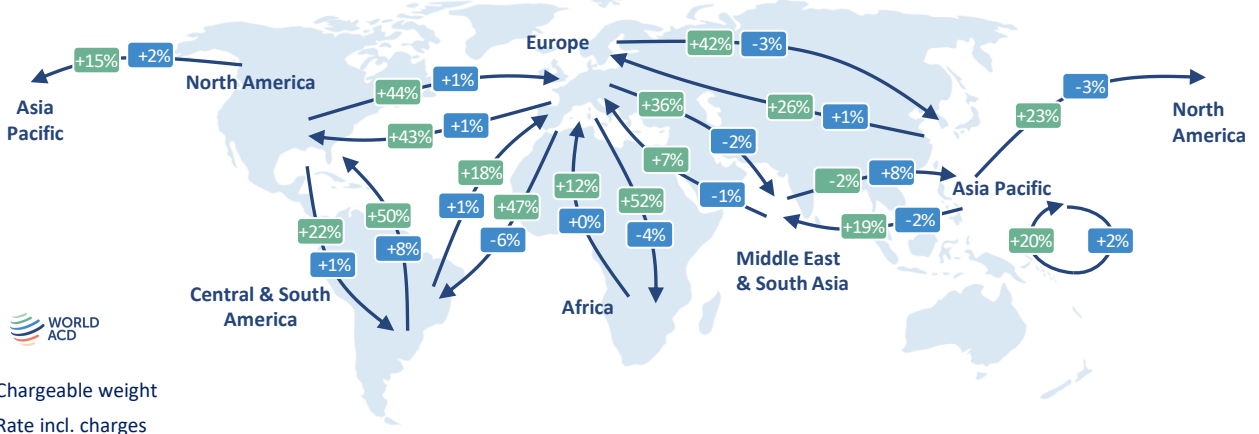 Europe
+42%
-3%
+15%
+2%
North America
Asia
Pacific
+44%
+1%
+43%
+1%
+36%
-2%
+26%
+1%
-3%
+23%
North
America
+7%
-1%
-2%
+8%
Asia Pacific
+19%
-2%
+20%
+2%
+18%
+1%
+47%
-6%
+12%
+0%
+52%
-4%
+50%
+8%
+22%
+1%
Middle East
& South Asia
Central & South
America
Africa
WORLD
ACD
Chargeable weight
Rate incl. charges